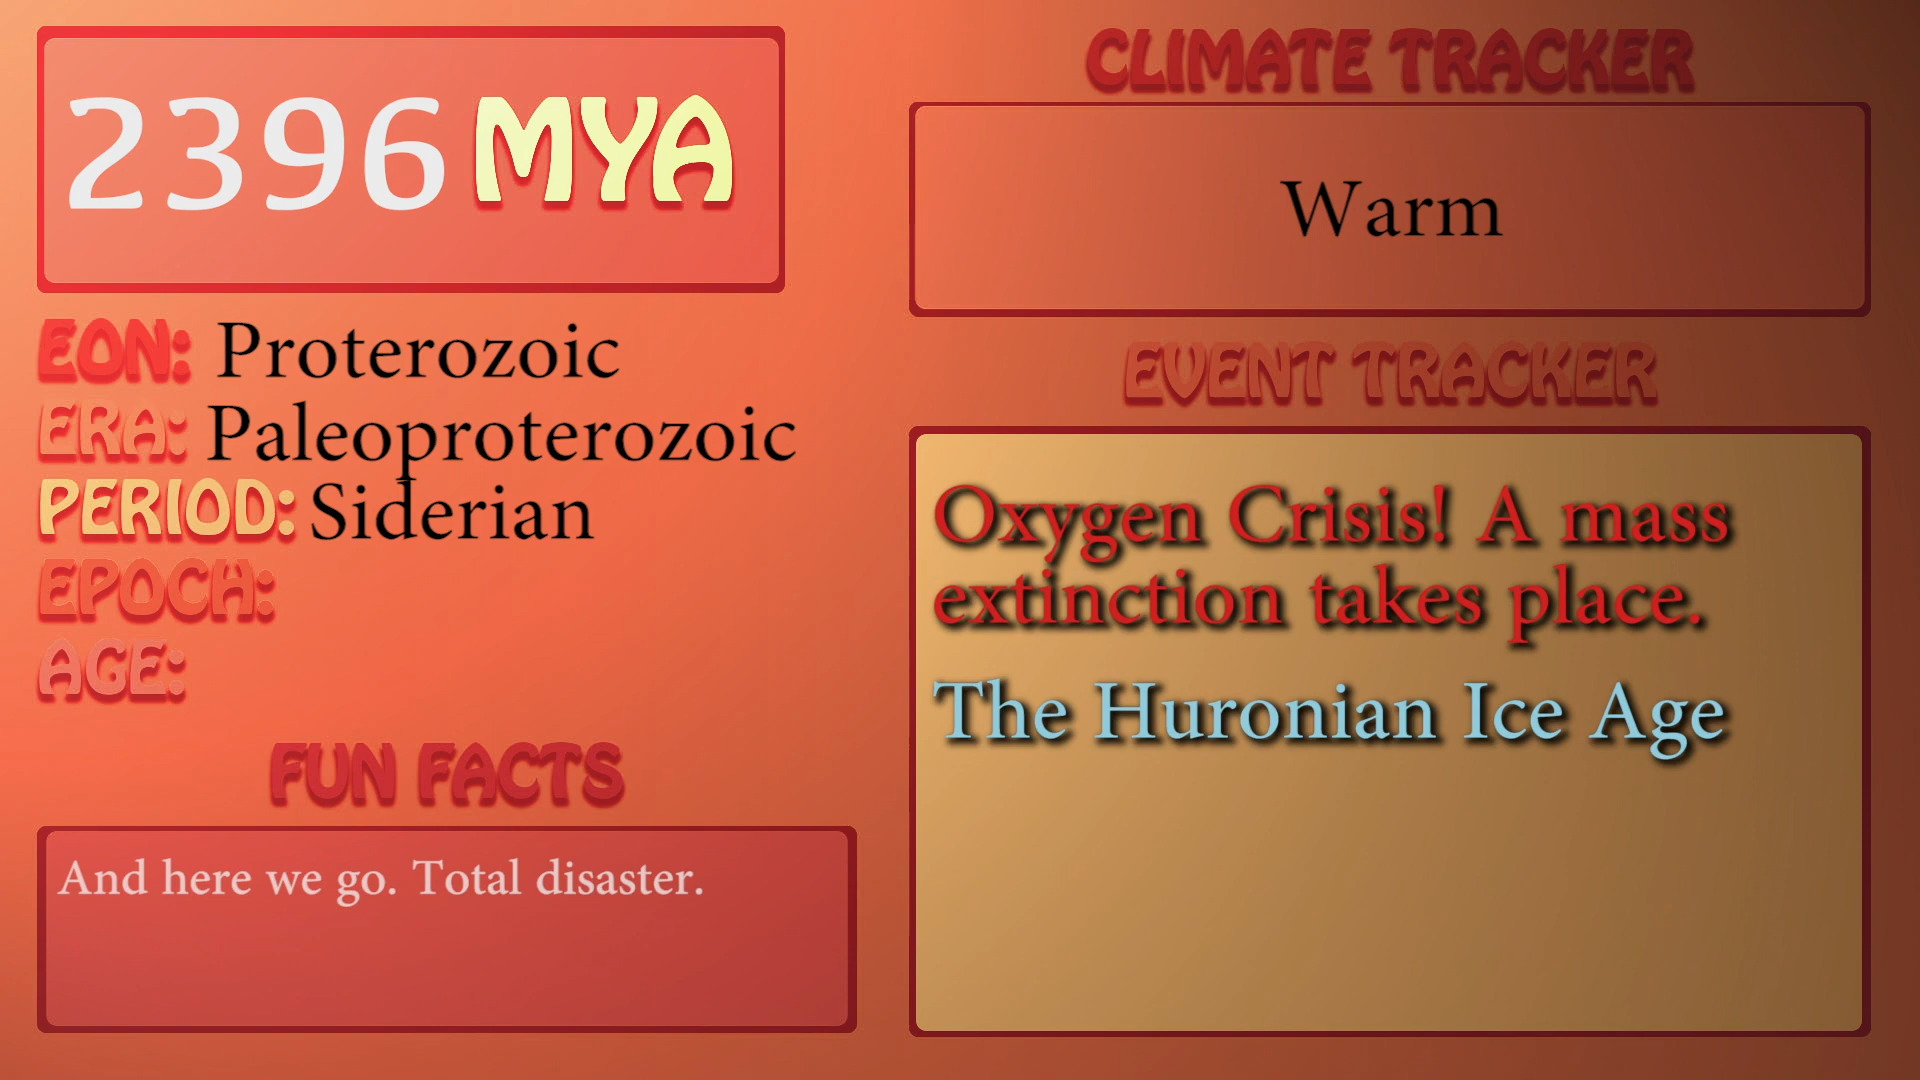 2396 MYA
EON: Proterozoic
ERA: Paleoproterozoic
PERIOD: Siderian
EPOCH:
AGE:
FUN FACTS
And here we go. Total disaster.
CLIMATE TRACKER
Warm
EVENT TRACKER
Oxygen Crisis! A mass
extinction takes place.
The Huronian Ice Age